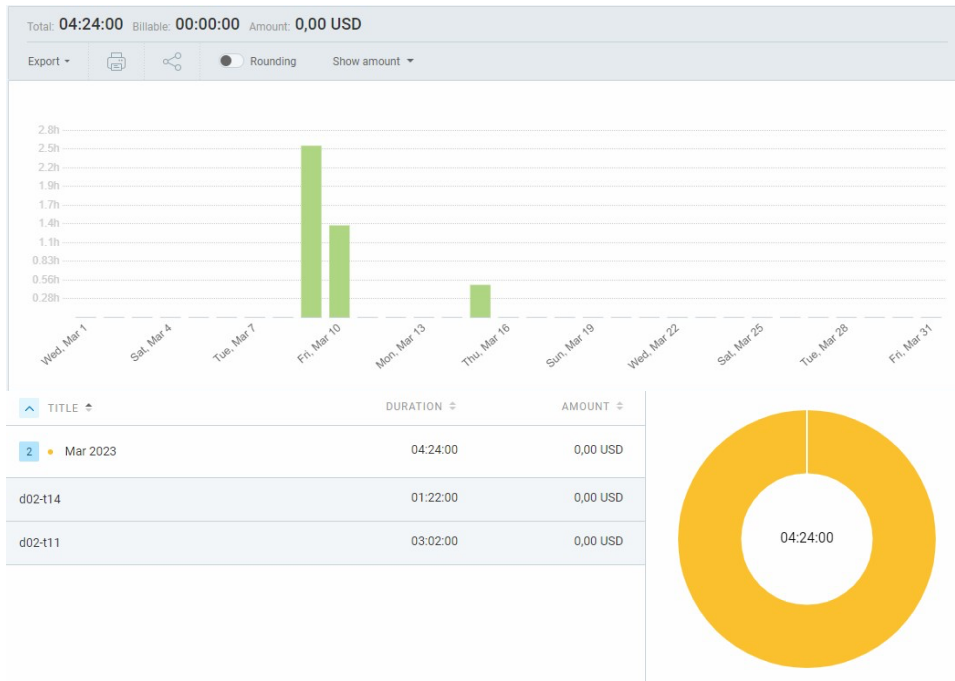 Total: 04:24:00 Billable: 00:00:00 Amount: 0,00 USD
Export Rounding Show amount
2.8h
2.5h
2.2h
1.9h
1.7h
1.4h
1.1h
0.83h
0.56h
0.28h
Wed, Mar 1 Sat, Mar 4 Tue, Mar 7 Fri, Mar 10 Mon, Mar 13 Thu, Mar 16 Sun, Mar 19 Wed, Mar 22 Sat, Mar 25 Tue, Mar 28 Fri, Mar 31
TITLE DURATION AMOUNT
2 Mar 2023 04:24:00 0,00 USD
d02-t14 01:22:00 0,00 USD
d02-t11 03:02:00 0,00 USD
04:24:00